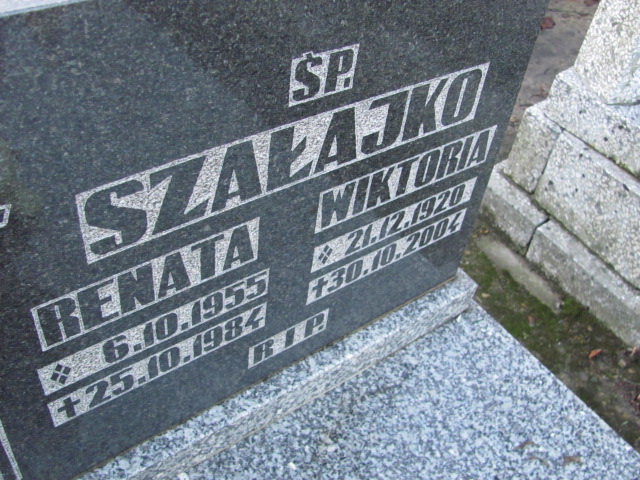 ŚP.
SZAŁAJKO
RENATA
6.10.1955
+25.10.1984
WIKTORIA
21.12.1920
+30.10.2004
R I P.